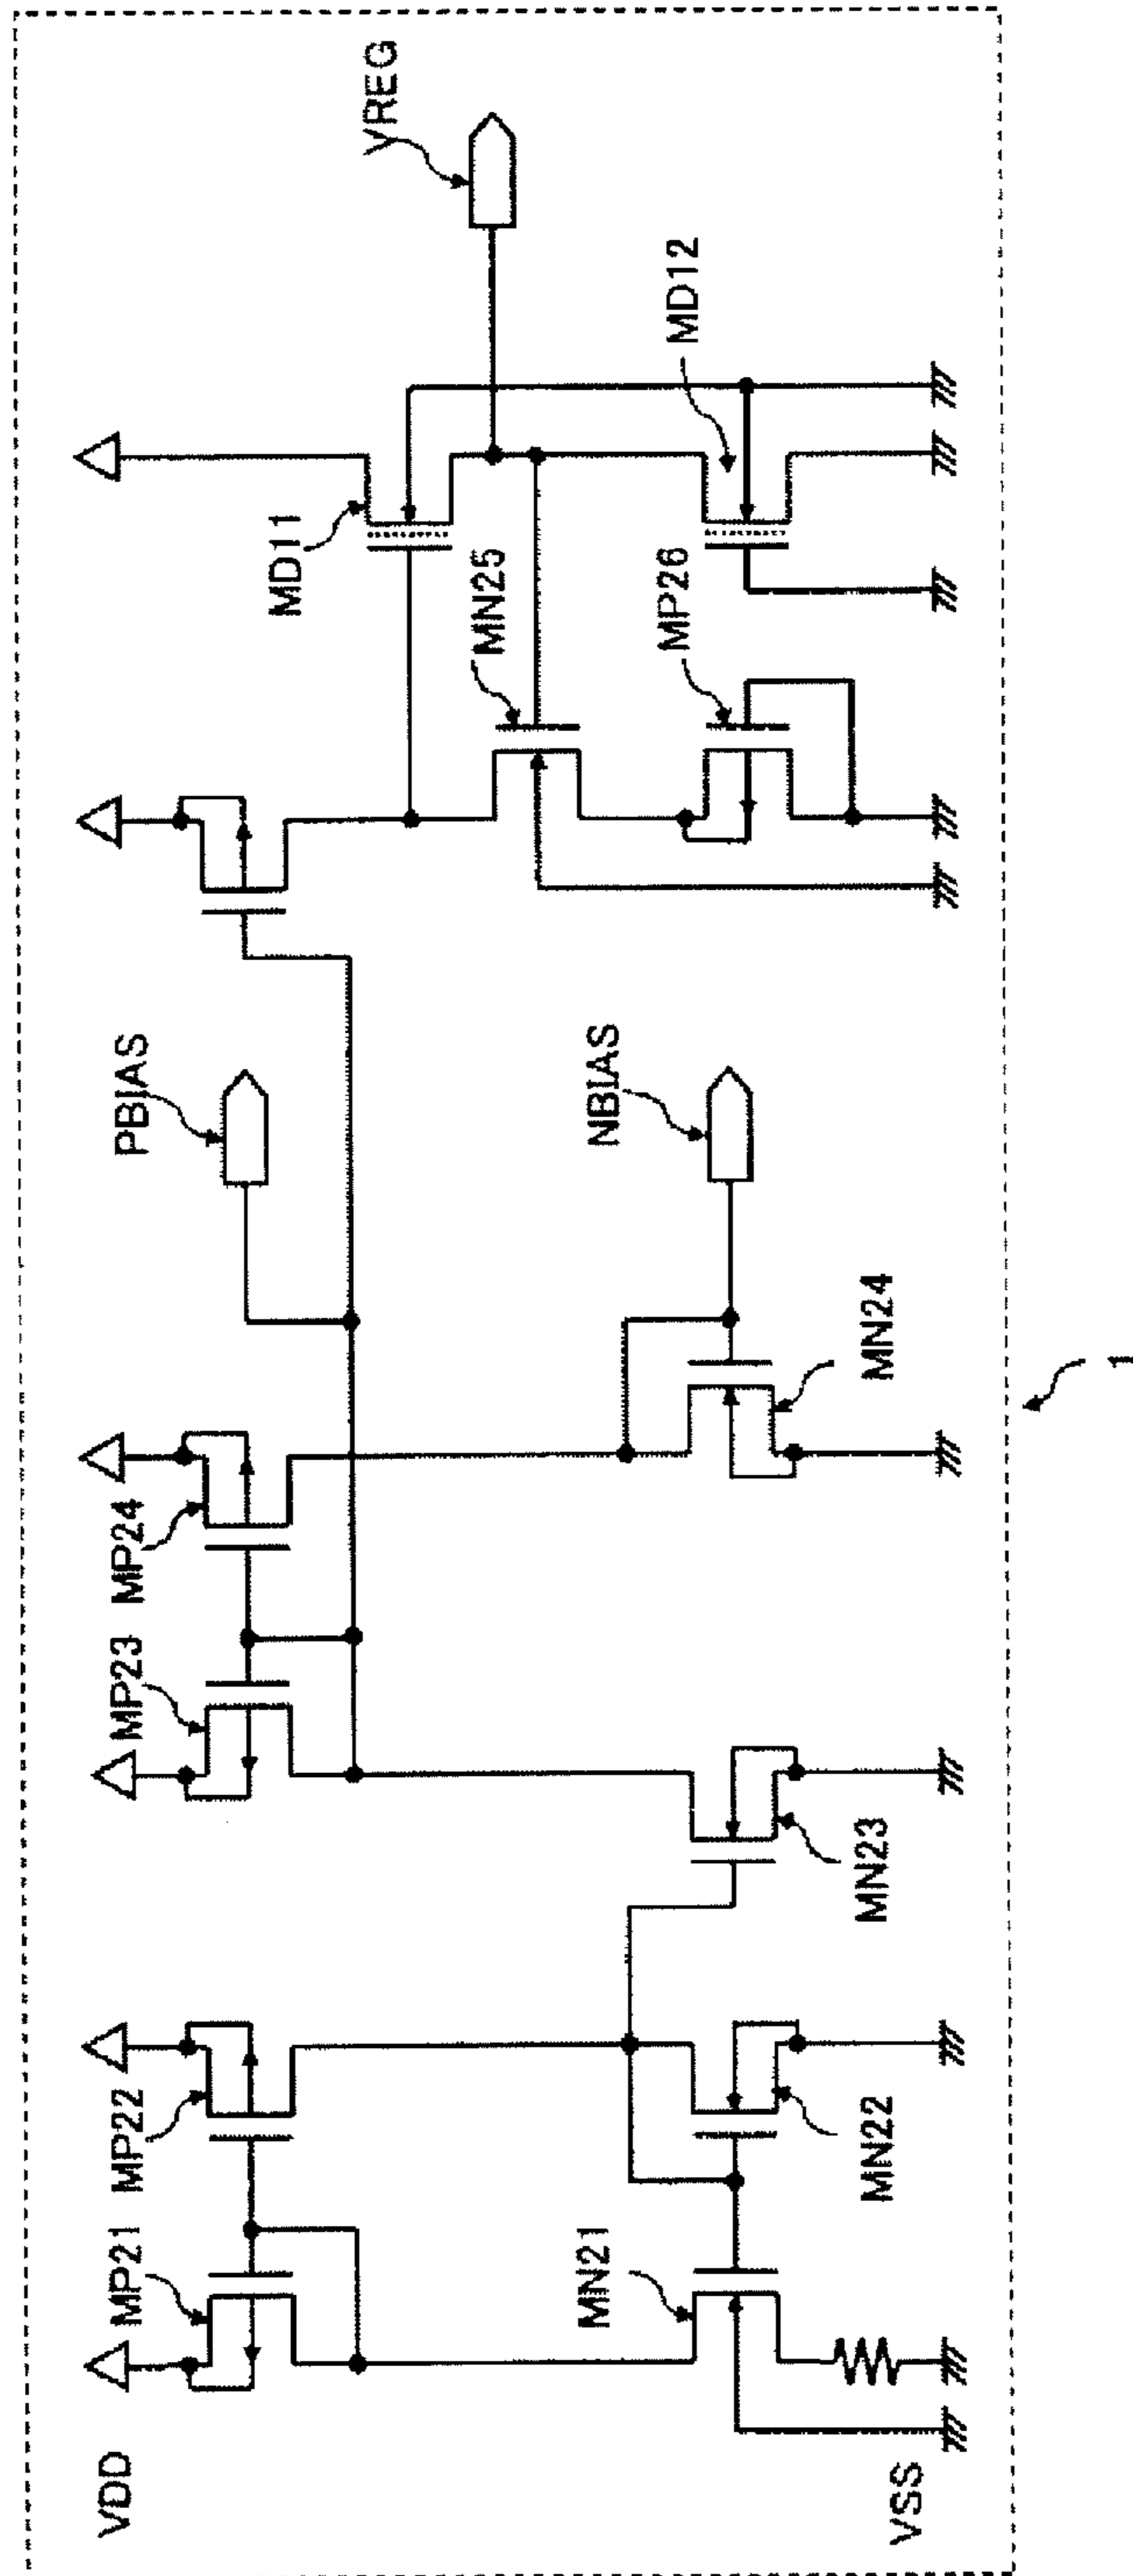 VDD
MP21
MP22
MP23
MP24
PBIAS
MD11
VREG
MN25
MD12
MP26
NBIAS
MN21
MN22
MN23
MN24
VSS
1